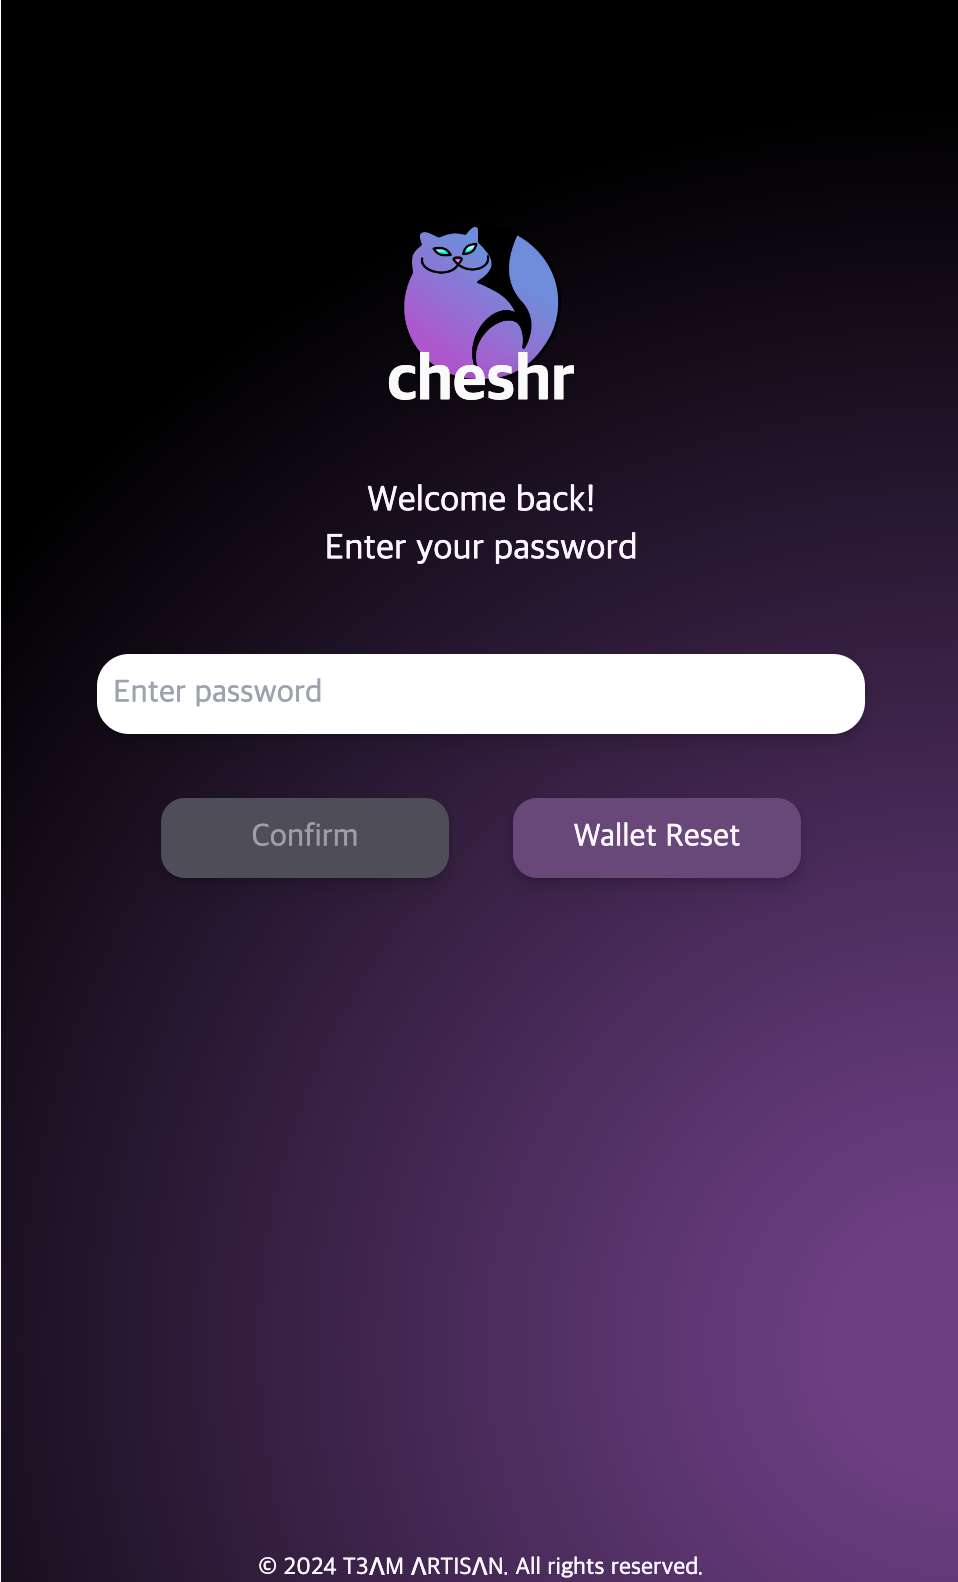 cheshr
Welcome back!
Enter your password
Enter password
Confirm
Wallet Reset
© 2024 T3ΛM ΛRTISΛN. All rights reserved.